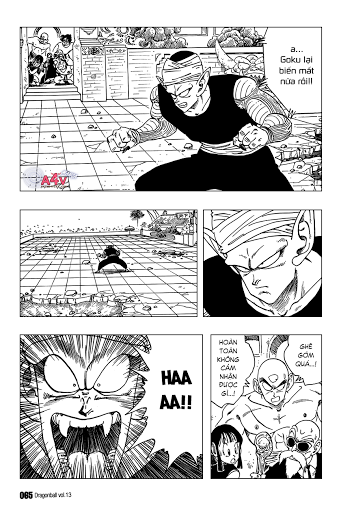 a...
Goku lại
biến mất
nữa rồi!!
A4y
HAA
AA!!
GHÊ
GỚM
QUÁ...!
HOÀN
TOÀN
KHÔNG
CẢM
NHẬN
ĐƯỢC
GÌ...!
065 Dragonball vol.13